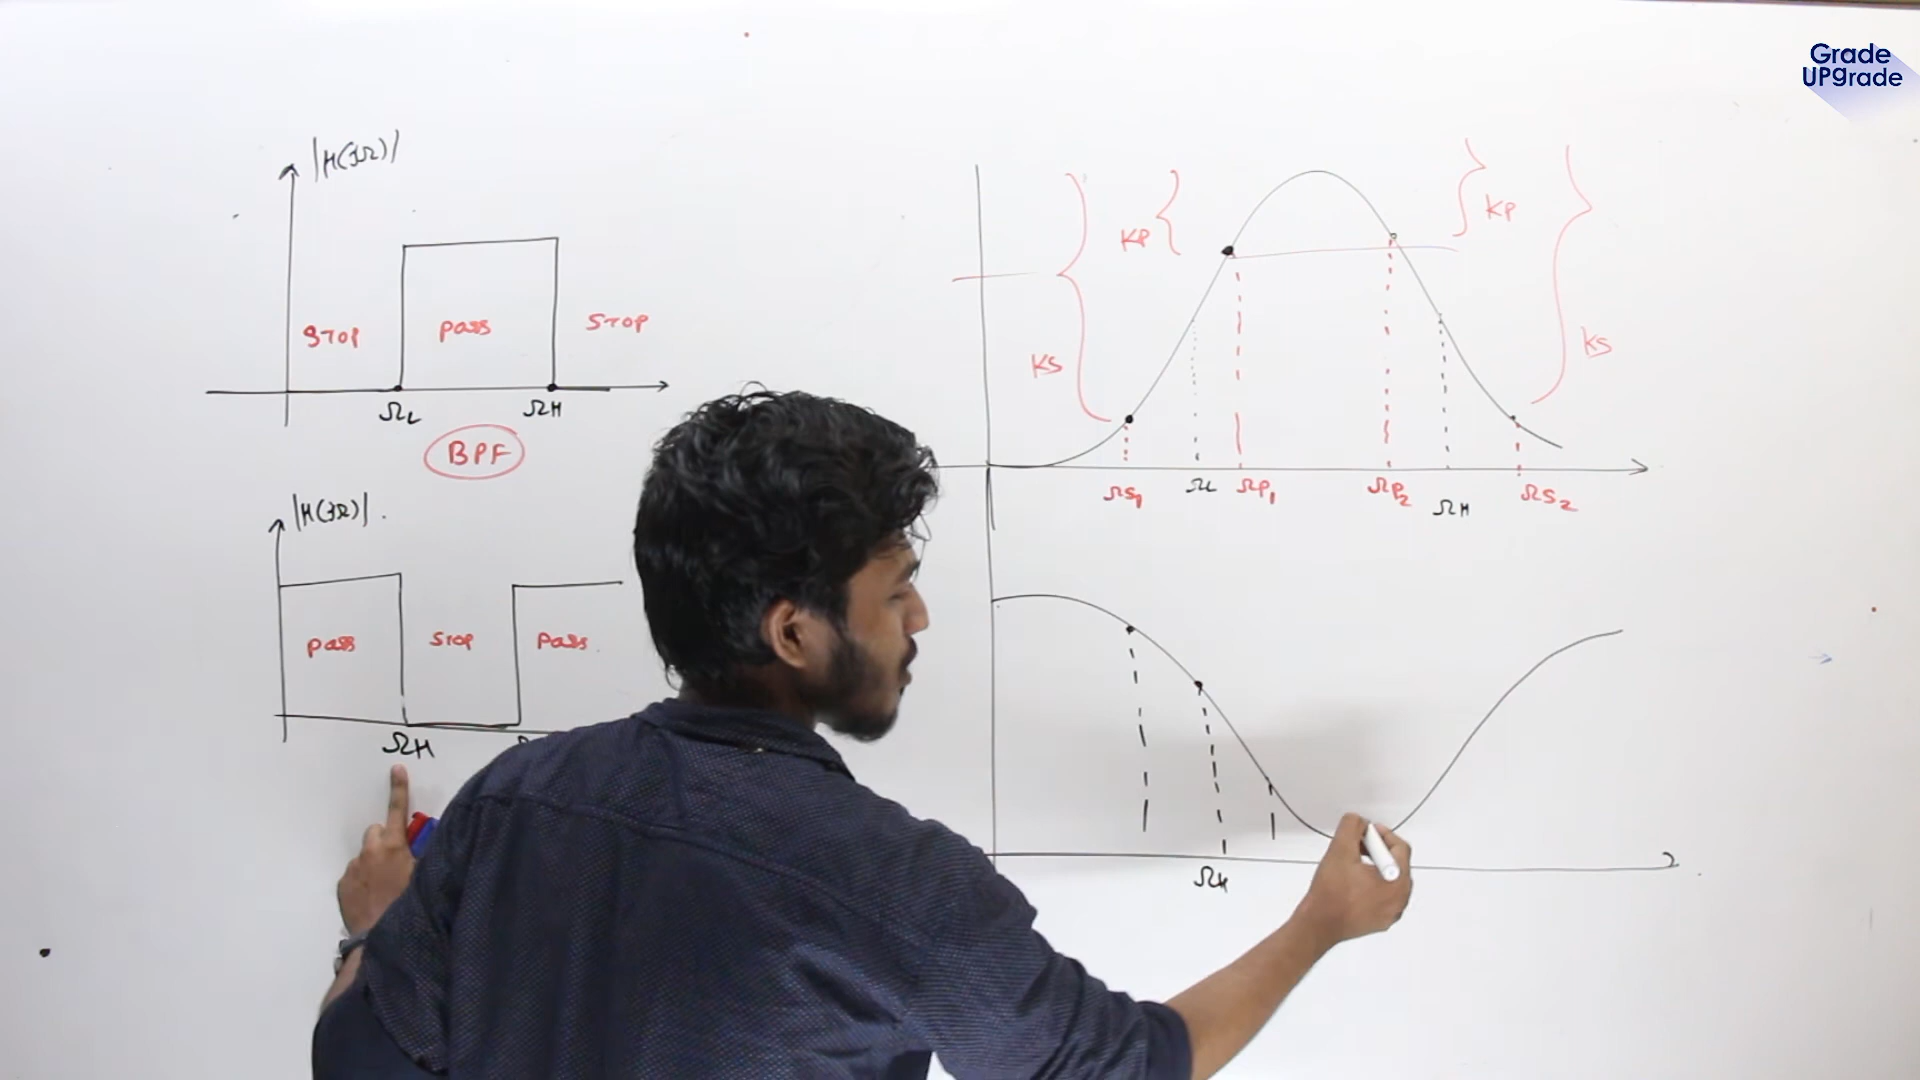 Grade
UPgrade
|H(jΩ)|
STOP
pass
STOP
ΩL
ΩH
BPF
|H(jΩ)|.
pass
STOP
Pass
ΩH
KP
KP
KS
KS
ΩS1
ΩL
ΩP1
ΩP2
ΩH
ΩS2
ΩH